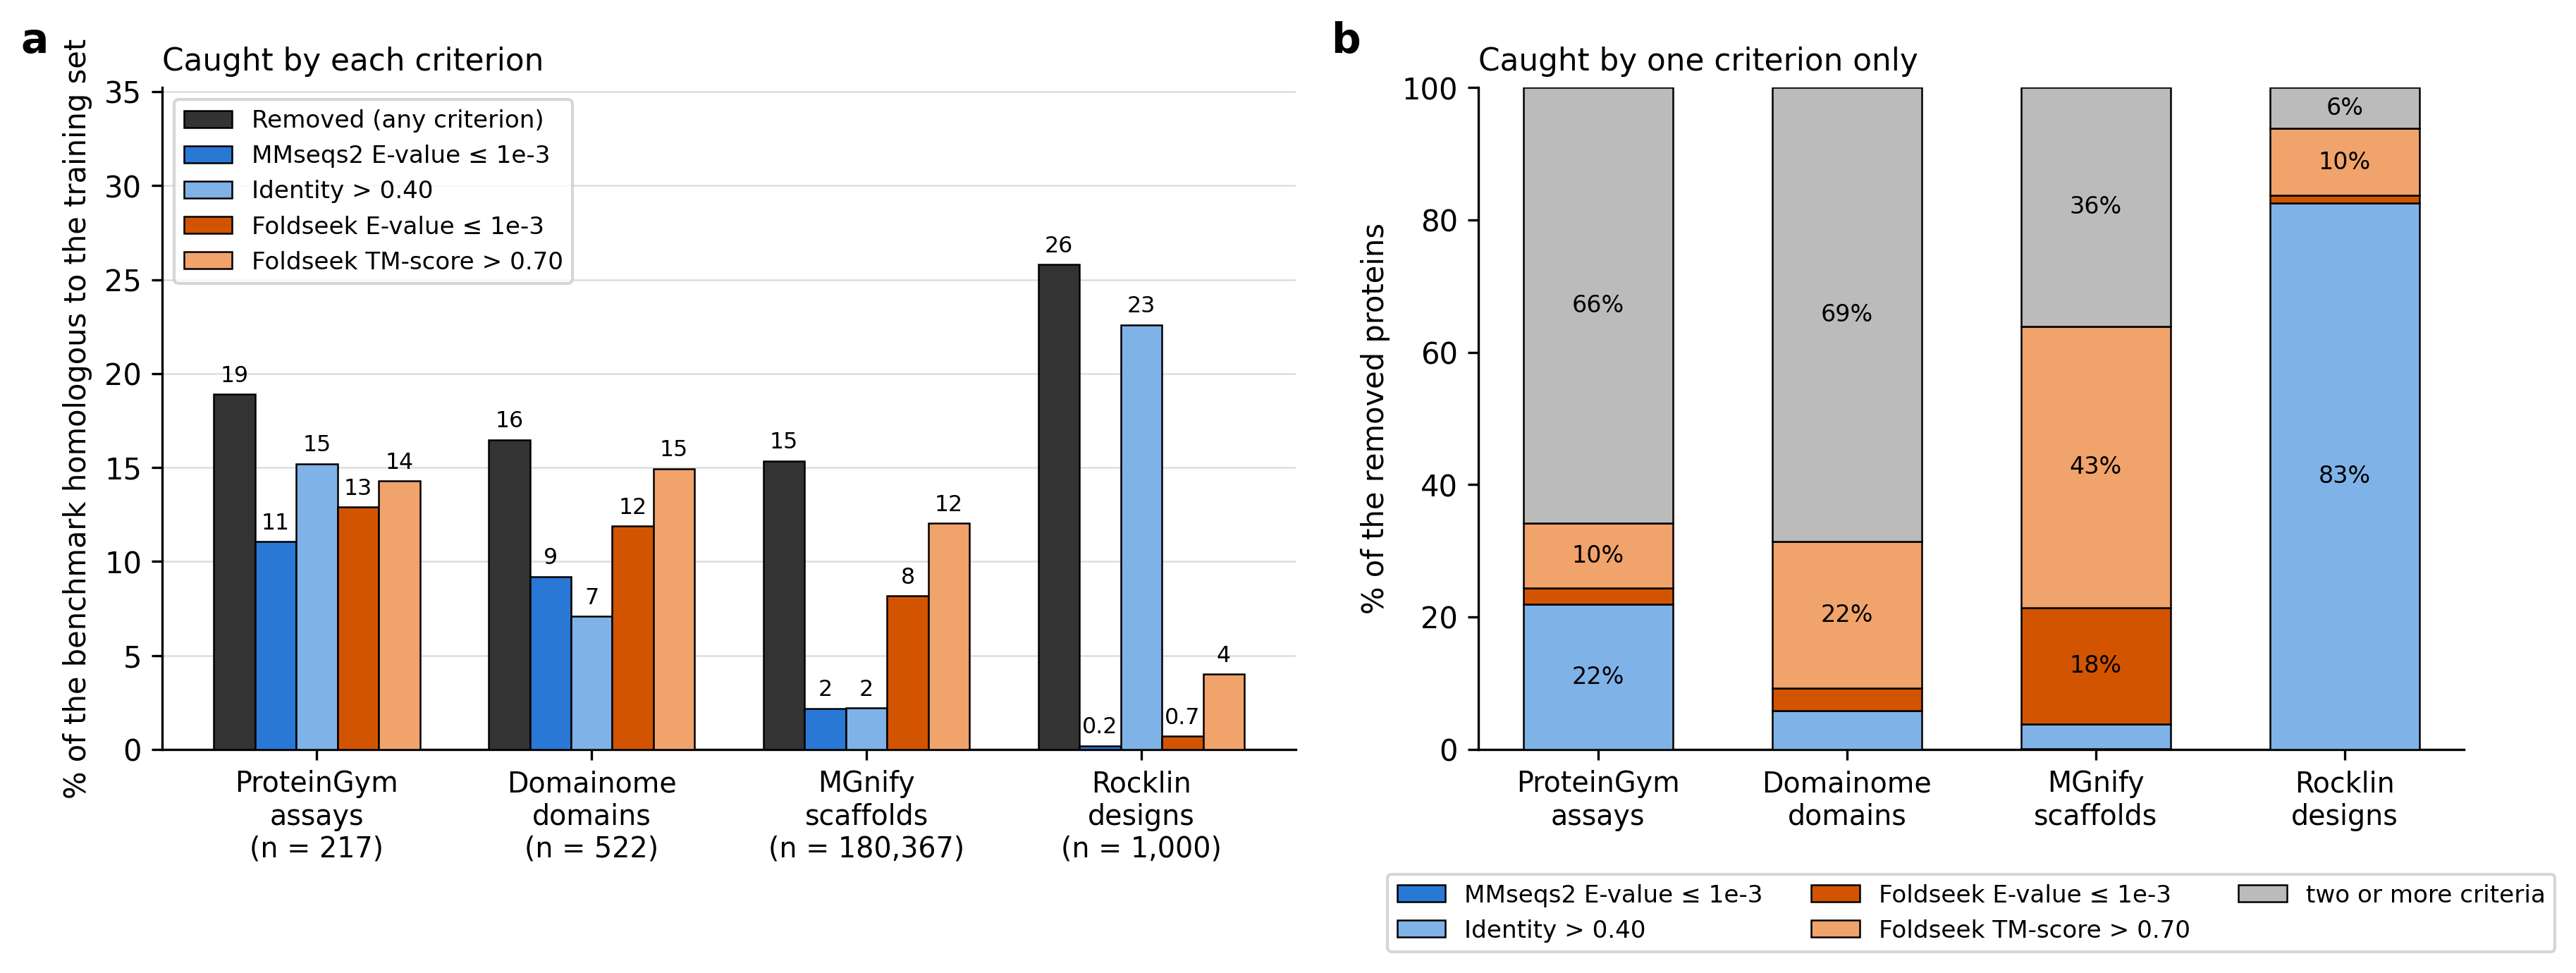 a
Caught by each criterion
% of the benchmark homologous to the training set
35
30
25
20
15
10
5
0
Removed (any criterion)
MMseqs2 E-value ≤ 1e-3
Identity > 0.40
Foldseek E-value ≤ 1e-3
Foldseek TM-score > 0.70
19
11
15
13
14
16
9
7
12
15
15
2
2
8
12
26
0.2
23
0.7
4
ProteinGym
assays
(n = 217)
Domainome
domains
(n = 522)
MGnify
scaffolds
(n = 180,367)
Rocklin
designs
(n = 1,000)
b
Caught by one criterion only
% of the removed proteins
100
80
60
40
20
0
66%
10%
22%
69%
22%
36%
43%
18%
6%
10%
83%
ProteinGym
assays
Domainome
domains
MGnify
scaffolds
Rocklin
designs
MMseqs2 E-value ≤ 1e-3
Identity > 0.40
Foldseek E-value ≤ 1e-3
Foldseek TM-score > 0.70
two or more criteria